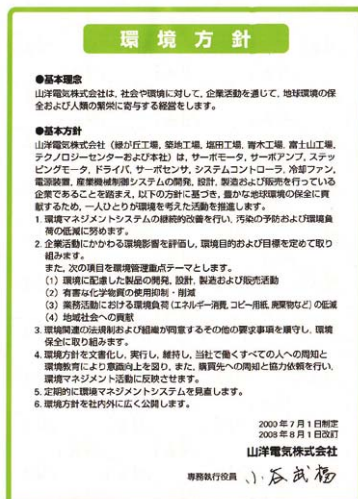 環境方針
●基本理念
山洋電気株式会社は、社会や環境に対して、企業活動を通じて、地球環境の保
全および人類の繁栄に寄与する経営をします。
●基本方針
山洋電気株式会社（緑が丘工場、築地工場、塩田工場、青木工場、富士山工場、
テクノロジーセンターおよび本社）は、サーボモータ、サーボアンプ、ステッ
ピングモータ、ドライバ、サーボセンサ、システムコントローラ、冷却ファン、
電源装置、産業機械制御システムの開発、設計、製造および販売を行っている
企業であることを踏まえ、以下の方針に基づき、豊かな地球環境の保全に貢
献するため、一人ひとりが環境を考えた活動を推進します。
1. 環境マネジメントシステムの継続的改善を行い、汚染の予防および環境負
荷の低減に努めます。
2. 企業活動にかかわる環境影響を評価し、環境目的および目標を定めて取り
組みます。
また、次の項目を環境管理重点テーマとします。
(1) 環境に配慮した製品の開発、設計、製造および販売活動
(2) 有害な化学物質の使用抑制・削減
(3) 業務活動における環境負荷（エネルギー消費、コピー用紙、廃棄物など）の低減
(4) 地域社会への貢献
3. 環境関連の法規制および組織が同意するその他の要求事項を順守し、環境
保全に取り組みます。
4. 環境方針を文書化し、実行し、維持し、当社で働くすべての人への周知と
環境教育により意識向上を図り、また、購買先への周知と協力依頼を行い、
環境マネジメント活動に反映させます。
5. 定期的に環境マネジメントシステムを見直します。
6. 環境方針を社内外に広く公開します。
2000年7月1日制定
2008年8月1日改訂
山洋電気株式会社
専務執行役員 小谷武福